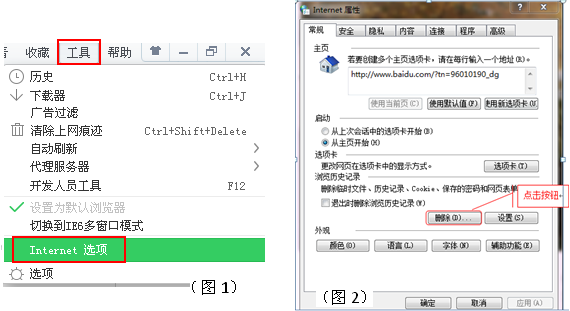 收藏 工具 帮助
历史 Ctrl+H
下载器 Ctrl+J
广告过滤
清除上网痕迹 Ctrl+Shift+Delete
自动刷新
代理服务器
开发人员工具 F12
设置为默认浏览器
切换到IE6多窗口模式
Internet 选项
选项
(图 1)
Internet 属性
常规 安全 隐私 内容 连接 程序 高级
主页
若要创建多个主页选项卡，请在每行输入一个地址(R)。
http://www.baidu.com/?tn=96010190_dg
使用当前页(C) 使用默认值(F) 使用新选项卡(U)
启动
从上次会话中的选项卡开始(B)
从主页开始(H)
选项卡
更改网页在选项卡中的显示方式。 选项卡(T)
浏览历史记录
删除临时文件、历史记录、Cookie、保存的密码和网页表单
退出时删除浏览历史记录(W)
点击按钮
删除(D)... 设置(S)
外观
颜色(O) 语言(L) 字体(N) 辅助功能(E)
(图 2)
确定 取消 应用(A)